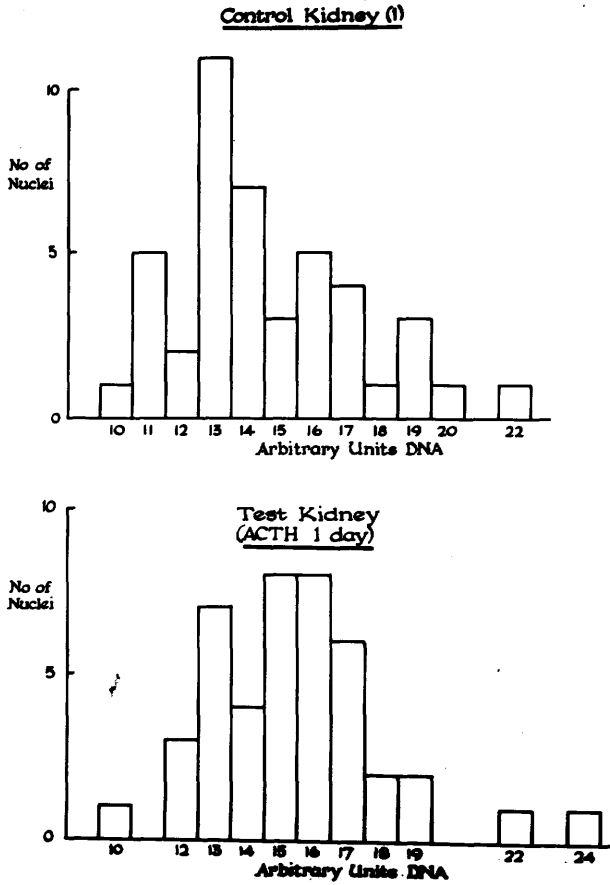 Control Kidney (1)
10
No of
Nuclei
5
0
10 11 12 13 14 15 16 17 18 19 20 22
Arbitrary Units DNA
10
Test Kidney
(ACTH 1 day)
No of
Nuclei
5
0
10 12 13 14 15 16 17 18 19 22 24
Arbitrary Units DNA